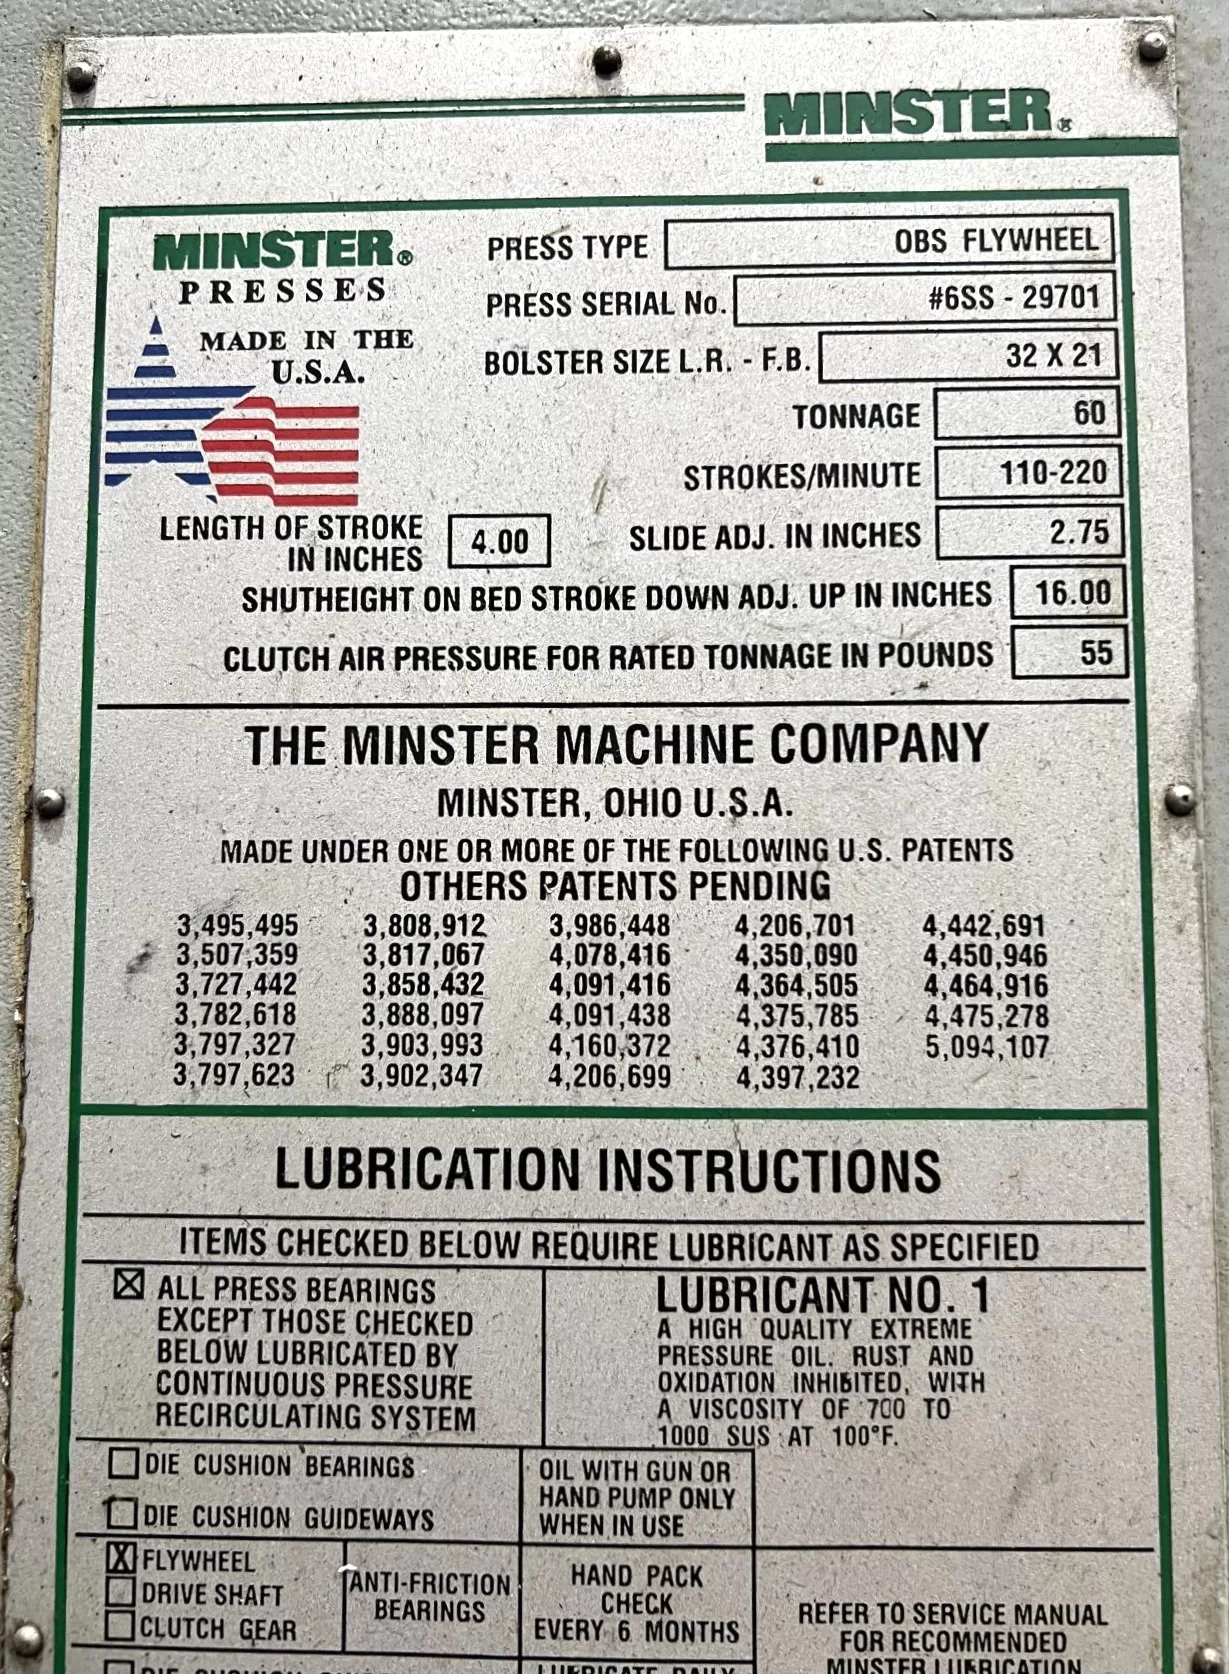 MINSTER®
MINSTER®
PRESSES
MADE IN THE
U.S.A.
PRESS TYPE OBS FLYWHEEL
PRESS SERIAL No. #6SS - 29701
BOLSTER SIZE L.R. - F.B. 32 X 21
TONNAGE 60
STROKES/MINUTE 110-220
LENGTH OF STROKE
IN INCHES 4.00
SLIDE ADJ. IN INCHES 2.75
SHUTHEIGHT ON BED STROKE DOWN ADJ. UP IN INCHES 16.00
CLUTCH AIR PRESSURE FOR RATED TONNAGE IN POUNDS 55
THE MINSTER MACHINE COMPANY
MINSTER, OHIO U.S.A.
MADE UNDER ONE OR MORE OF THE FOLLOWING U.S. PATENTS
OTHERS PATENTS PENDING
3,495,495 3,808,912 3,986,448 4,206,701 4,442,691
3,507,359 3,817,067 4,078,416 4,350,090 4,450,946
3,727,442 3,858,432 4,091,416 4,364,505 4,464,916
3,782,618 3,888,097 4,091,438 4,375,785 4,475,278
3,797,327 3,903,993 4,160,372 4,376,410 5,094,107
3,797,623 3,902,347 4,206,699 4,397,232
LUBRICATION INSTRUCTIONS
ITEMS CHECKED BELOW REQUIRE LUBRICANT AS SPECIFIED
ALL PRESS BEARINGS
EXCEPT THOSE CHECKED
BELOW LUBRICATED BY
CONTINUOUS PRESSURE
RECIRCULATING SYSTEM
LUBRICANT NO. 1
A HIGH QUALITY EXTREME
PRESSURE OIL. RUST AND
OXIDATION INHIBITED, WITH
A VISCOSITY OF 700 TO
1000 SUS AT 100°F.
DIE CUSHION BEARINGS
DIE CUSHION GUIDEWAYS
OIL WITH GUN OR
HAND PUMP ONLY
WHEN IN USE
X FLYWHEEL
DRIVE SHAFT
CLUTCH GEAR
ANTI-FRICTION
BEARINGS
HAND PACK
CHECK
EVERY 6 MONTHS
REFER TO SERVICE MANUAL
FOR RECOMMENDED
MINSTER LUBRICATION
DIE CUSHION
LUBRICATE DAILY